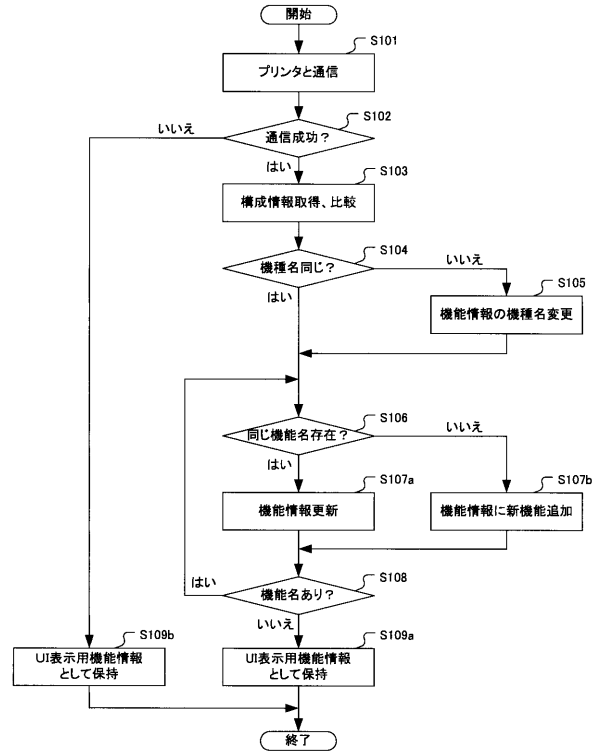 開始
S101
プリンタと通信
S102
いいえ
通信成功？
はい
S103
構成情報取得、比較
S104
機種名同じ？
いいえ
はい
S105
機能情報の機種名変更
S106
同じ機能名存在？
いいえ
はい
S107a
機能情報更新
S107b
機能情報に新機能追加
S108
はい
機能名あり？
いいえ
S109b
UI表示用機能情報
として保持
S109a
UI表示用機能情報
として保持
終了